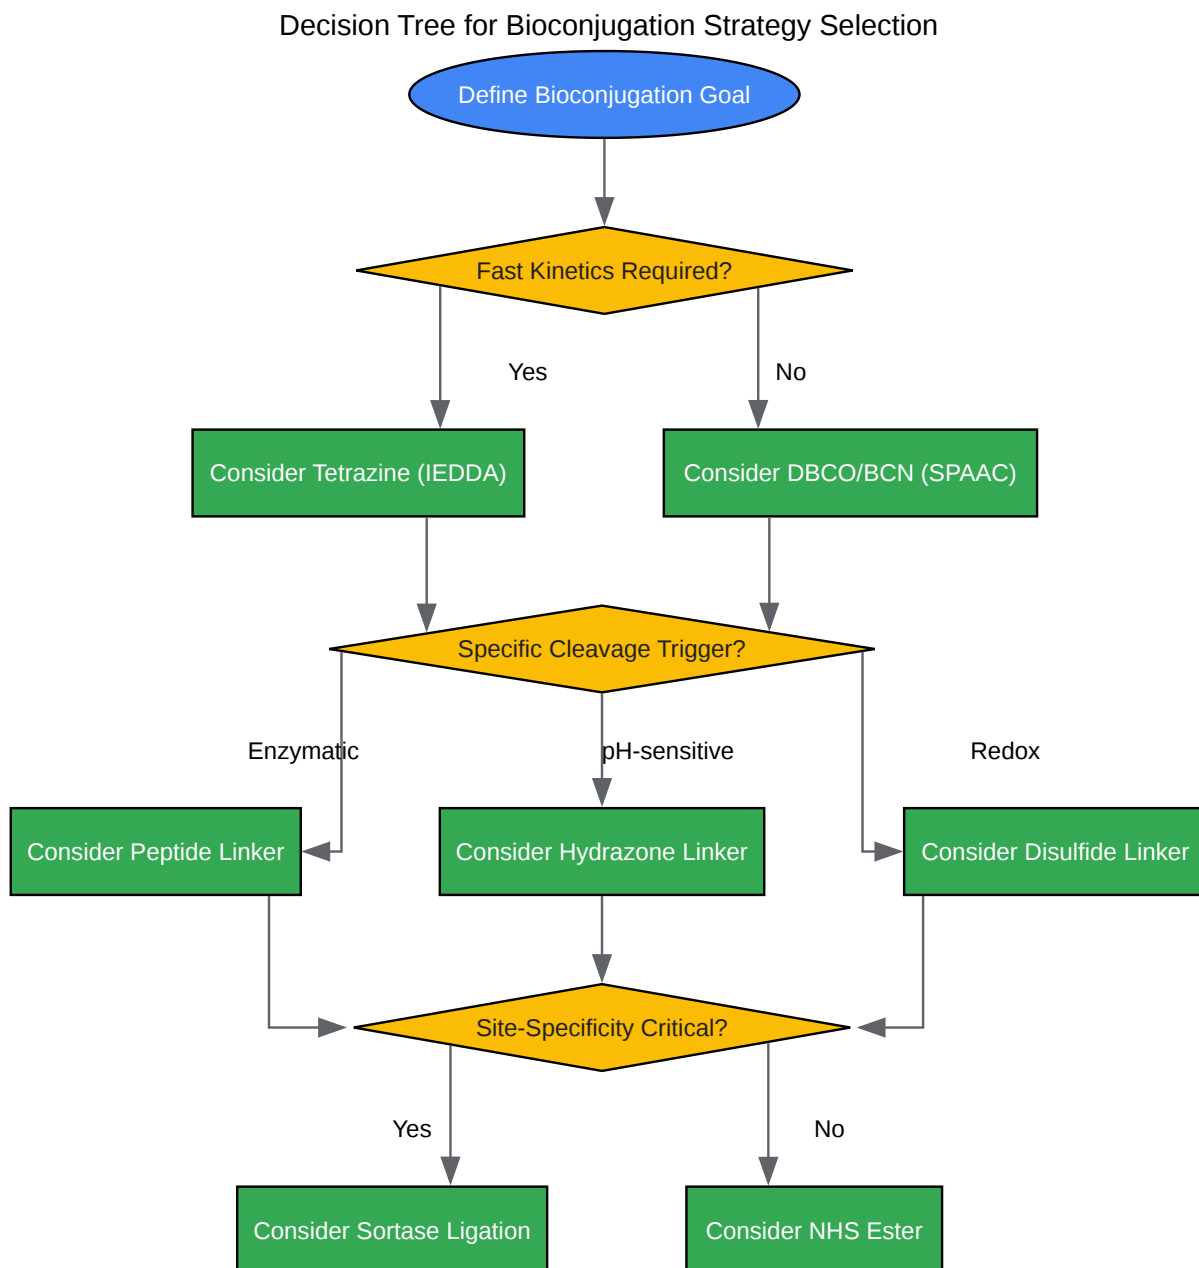 Decision Tree for Bioconjugation Strategy Selection
Define Bioconjugation Goal
Fast Kinetics Required?
Yes
No
Consider Tetrazine (IEDDA)
Consider DBCO/BCN (SPAAC)
Specific Cleavage Trigger?
Enzymatic
pH-sensitive
Redox
Consider Peptide Linker
Consider Hydrazone Linker
Consider Disulfide Linker
Site-Specificity Critical?
Yes
No
Consider Sortase Ligation
Consider NHS Ester